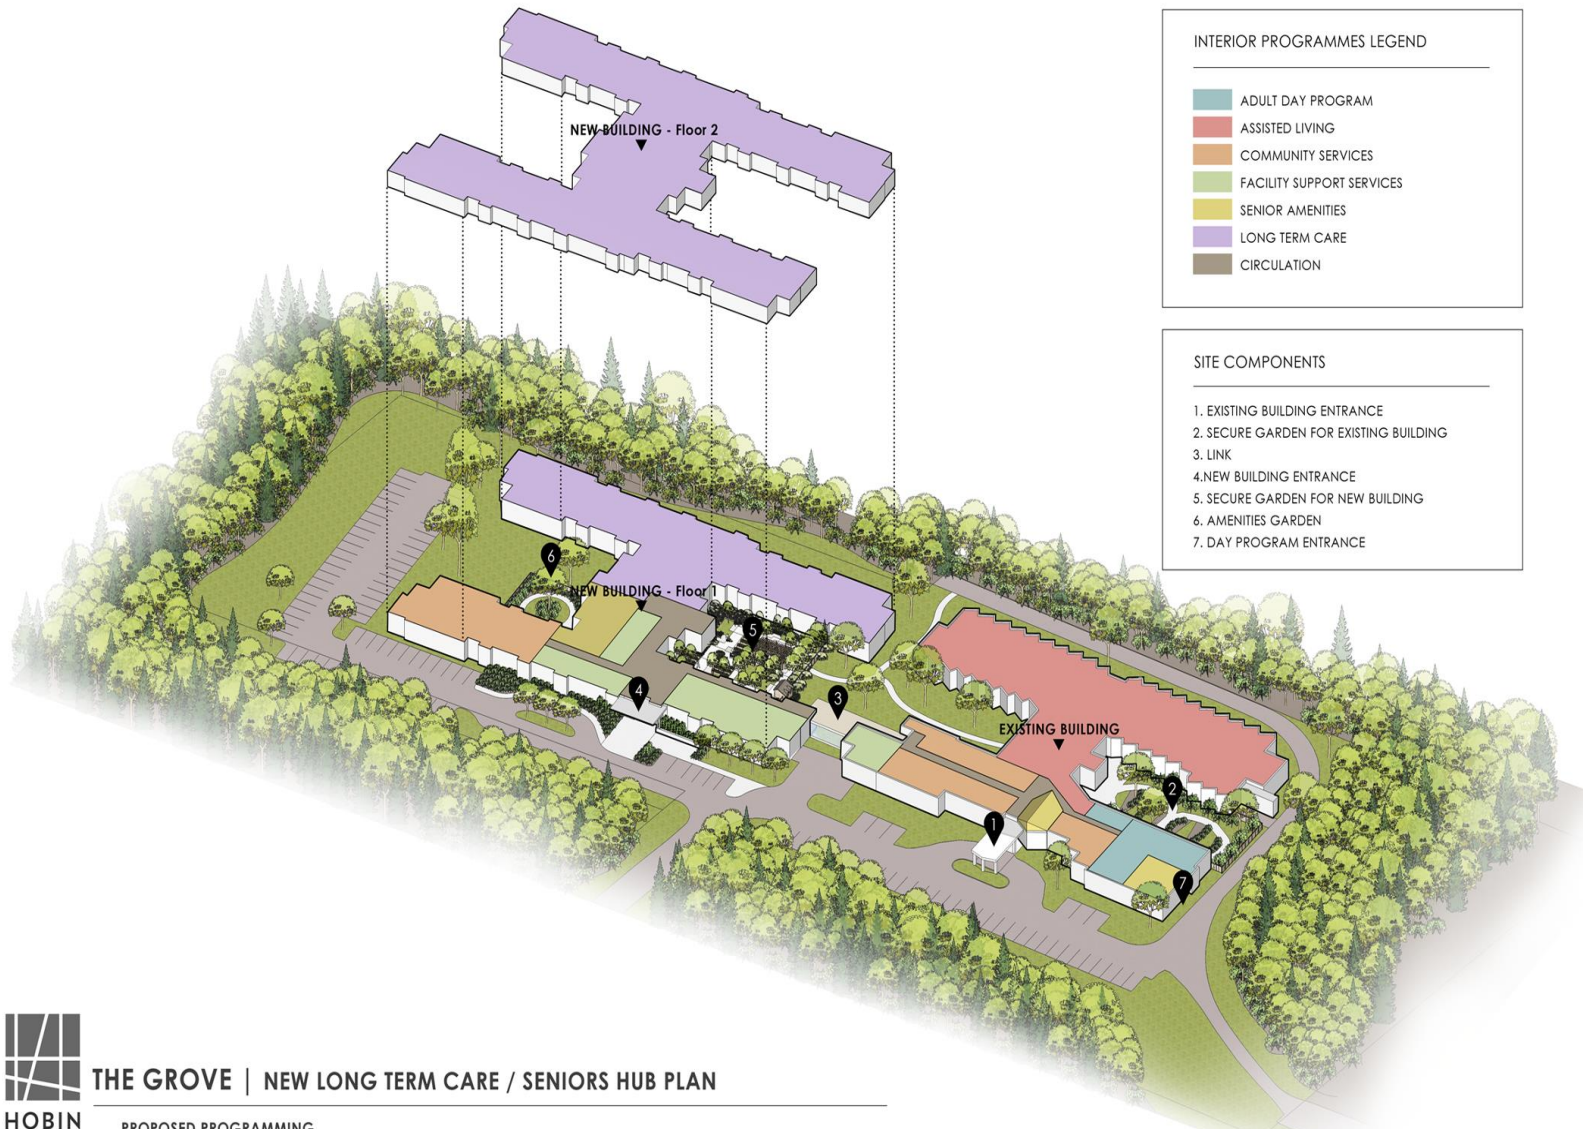 NEW BUILDING - Floor 2
INTERIOR PROGRAMMES LEGEND
ADULT DAY PROGRAM
ASSISTED LIVING
COMMUNITY SERVICES
FACILITY SUPPORT SERVICES
SENIOR AMENITIES
LONG TERM CARE
CIRCULATION
SITE COMPONENTS
1. EXISTING BUILDING ENTRANCE
2. SECURE GARDEN FOR EXISTING BUILDING
3. LINK
4.NEW BUILDING ENTRANCE
5. SECURE GARDEN FOR NEW BUILDING
6. AMENITIES GARDEN
7. DAY PROGRAM ENTRANCE
6
NEW BUILDING - Floor 1
5
4
3
EXISTING BUILDING
2
1
7
THE GROVE | NEW LONG TERM CARE / SENIORS HUB PLAN
HOBIN
PROPOSED PROGRAMMING